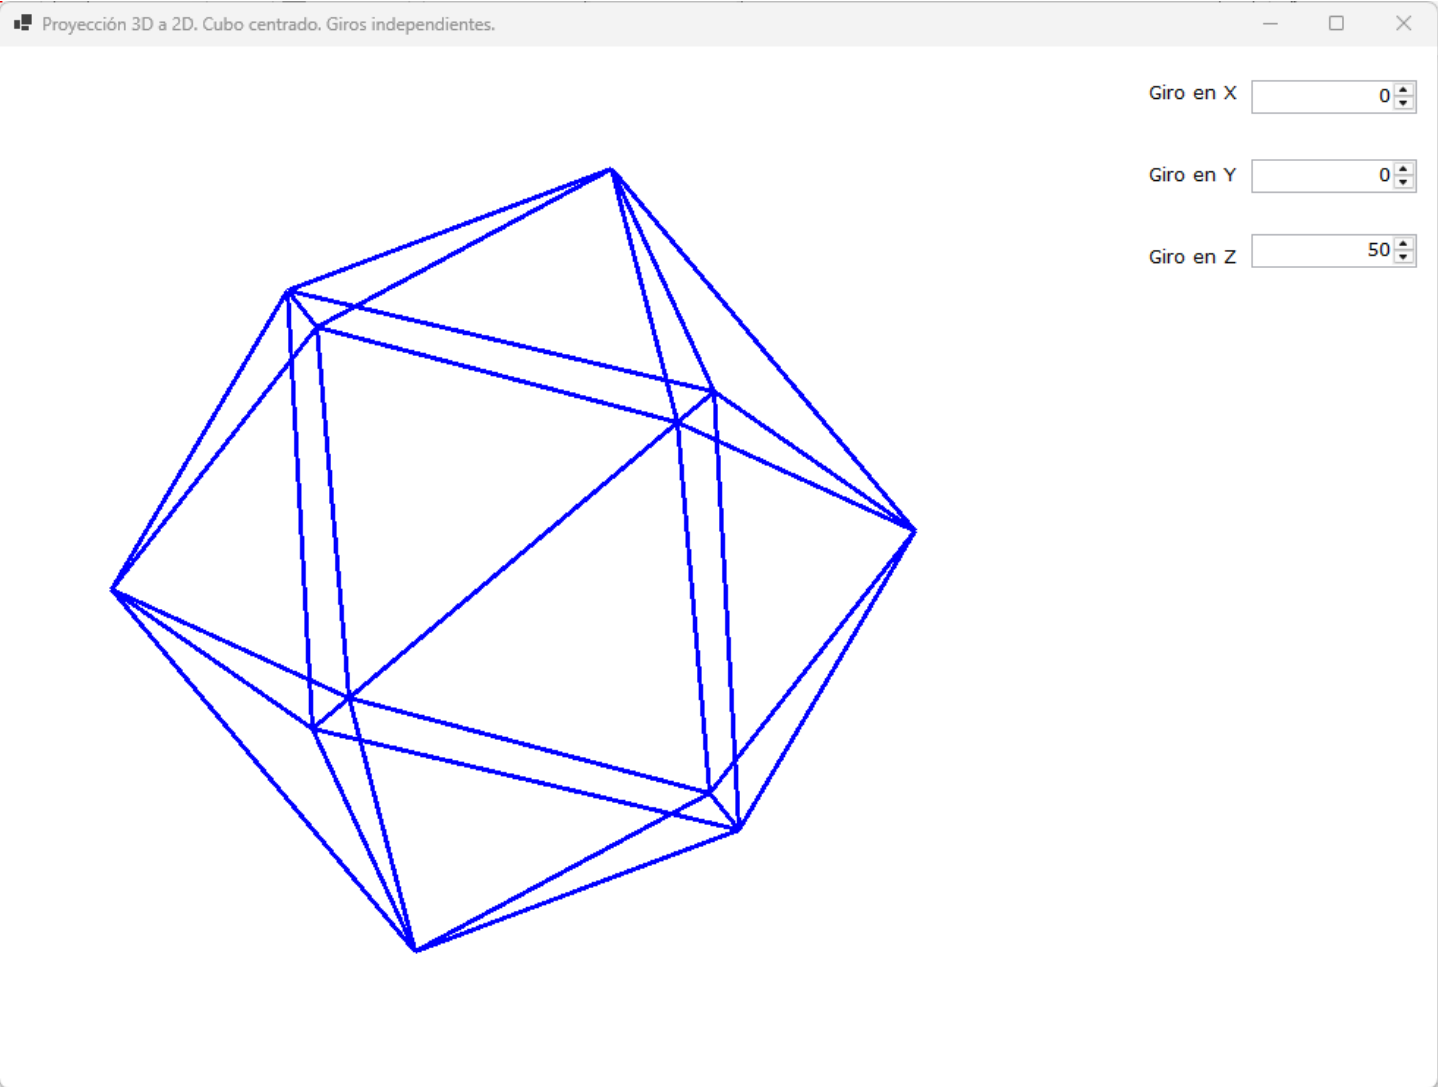 Proyección 3D a 2D. Cubo centrado. Giros independientes.
Giro en X 0
Giro en Y 0
Giro en Z 50